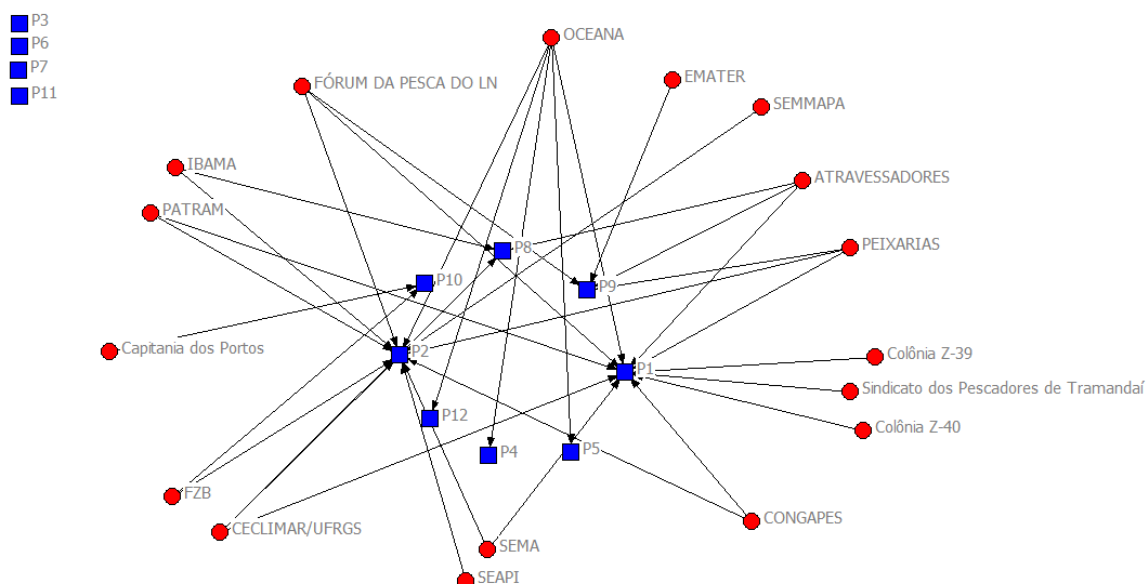 P3
P6
P7
P11
OCEANA
FÓRUM DA PESCA DO LN
EMATER
SEMMAPA
IBAMA
ATRAVESSADORES
PATRAM
PEIXARIAS
P8
P10
P9
Capitania dos Portos
P2
P1
Colônia Z-39
Sindicato dos Pescadores de Tramandaí
P12
Colônia Z-40
P4
P5
FZB
CECLIMAR/UFRGS
CONGAPES
SEMA
SEAPI